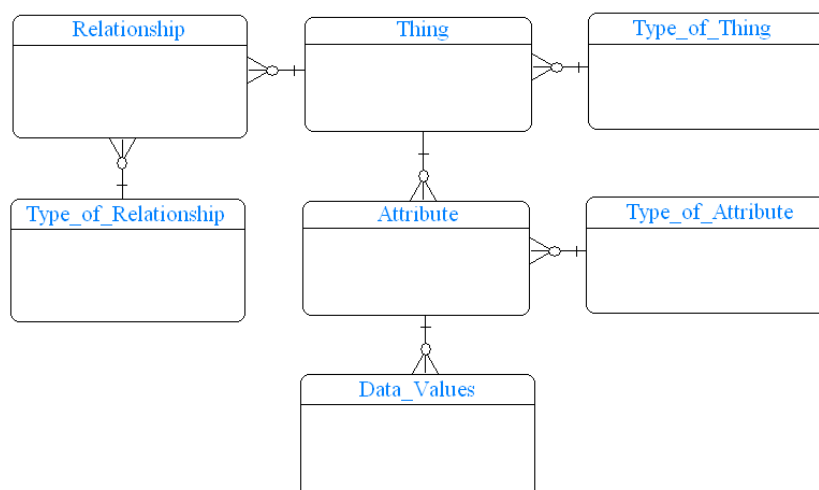 Relationship
Thing
Type_of_Thing
Type_of_Relationship
Attribute
Type_of_Attribute
Data_Values